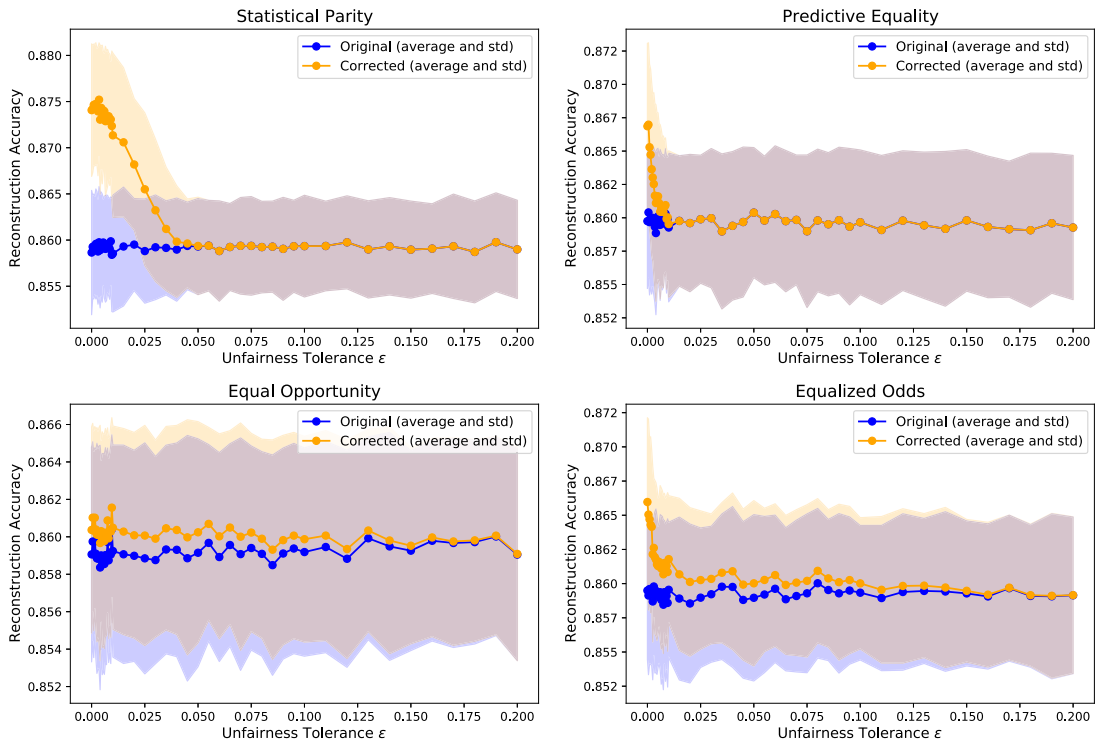 Statistical Parity
Original (average and std)
Corrected (average and std)
Reconstruction Accuracy
0.880
0.875
0.870
0.865
0.860
0.855
0.000 0.025 0.050 0.075 0.100 0.125 0.150 0.175 0.200
Unfairness Tolerance ε
Predictive Equality
Original (average and std)
Corrected (average and std)
Reconstruction Accuracy
0.872
0.870
0.867
0.865
0.862
0.860
0.857
0.855
0.852
0.000 0.025 0.050 0.075 0.100 0.125 0.150 0.175 0.200
Unfairness Tolerance ε
Equal Opportunity
Original (average and std)
Corrected (average and std)
Reconstruction Accuracy
0.866
0.864
0.862
0.860
0.858
0.856
0.854
0.852
0.000 0.025 0.050 0.075 0.100 0.125 0.150 0.175 0.200
Unfairness Tolerance ε
Equalized Odds
Original (average and std)
Corrected (average and std)
Reconstruction Accuracy
0.872
0.870
0.867
0.865
0.862
0.860
0.857
0.855
0.852
0.000 0.025 0.050 0.075 0.100 0.125 0.150 0.175 0.200
Unfairness Tolerance ε